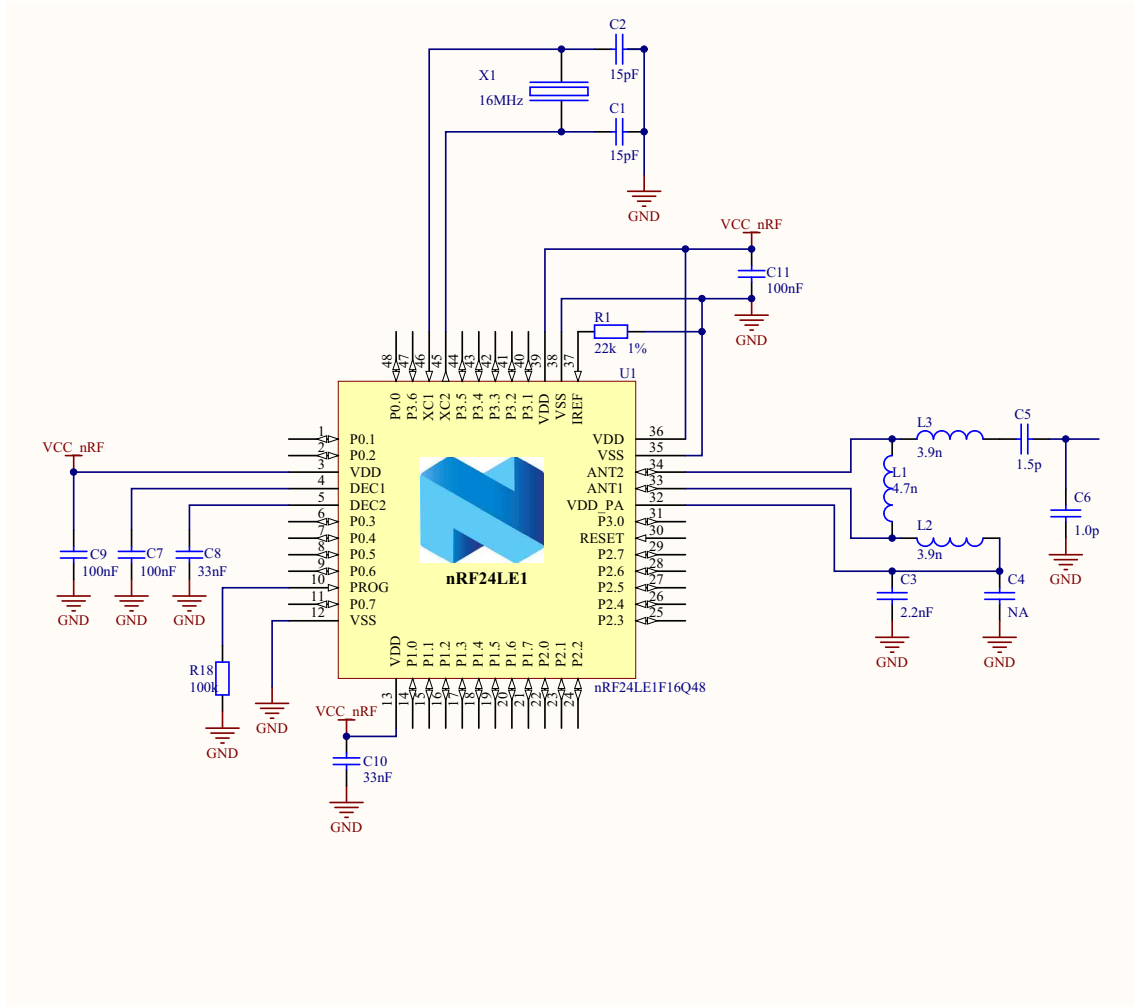 C2
15pF
X1
16MHz
C1
15pF
GND
VCC_nRF
C11
100nF
GND
R1
22k 1%
U1
48 47 46 45 44 43 42 41 40 39 38 37
P0.0 P3.6 XC1 XC2 P3.5 P3.4 P3.3 P3.2 P3.1 VDD VSS IREF
VCC_nRF
1 P0.1
2 P0.2
3 VDD
4 DEC1
5 DEC2
6 P0.3
7 P0.4
8 P0.5
9 P0.6
10 PROG
11 P0.7
12 VSS
VDD 36
VSS 35
ANT2 34
ANT1 33
VDD_PA 32
P3.0 31
RESET 30
P2.7 29
P2.6 28
P2.5 27
P2.4 26
P2.3 25
nRF24LE1
VDD P1.0 P1.1 P1.2 P1.3 P1.4 P1.5 P1.6 P1.7 P2.0 P2.1 P2.2
13 14 15 16 17 18 19 20 21 22 23 24
nRF24LE1F16Q48
C9
100nF
GND
C7
100nF
GND
C8
33nF
GND
R18
100k
GND
GND
VCC_nRF
C10
33nF
GND
L3
3.9n
C5
1.5p
L1
4.7n
L2
3.9n
C6
1.0p
GND
C3
2.2nF
GND
C4
NA
GND